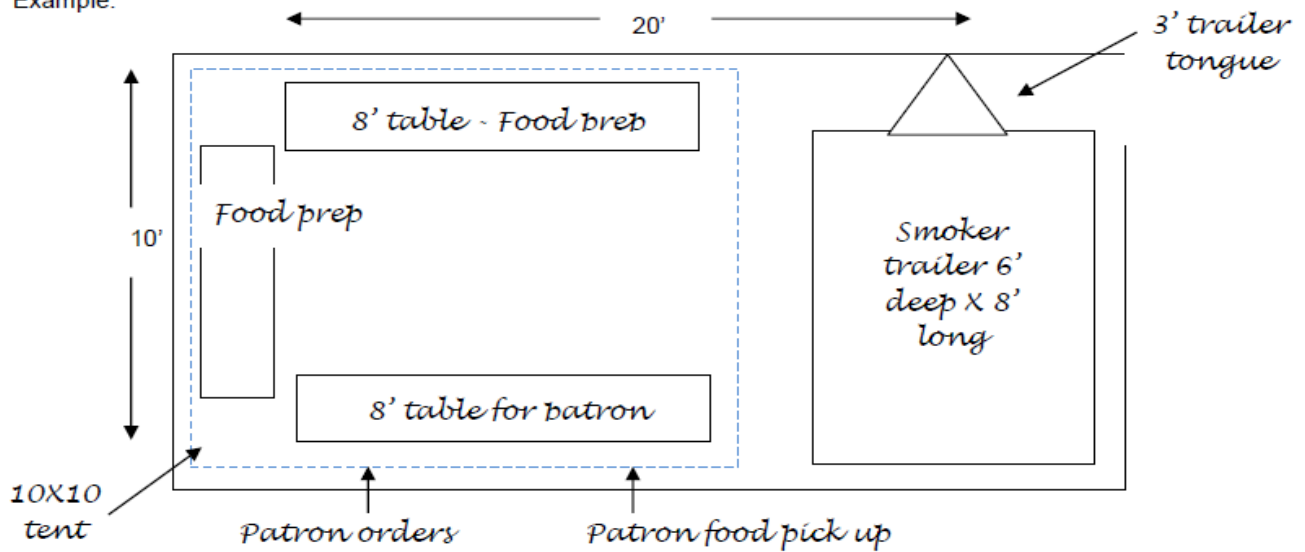 Example:
20'
3' trailer
tongue
8' table - Food prep
Food prep
10'
Smoker
trailer 6'
deep X 8'
long
8' table for patron
10X10
tent
Patron orders
Patron food pick up